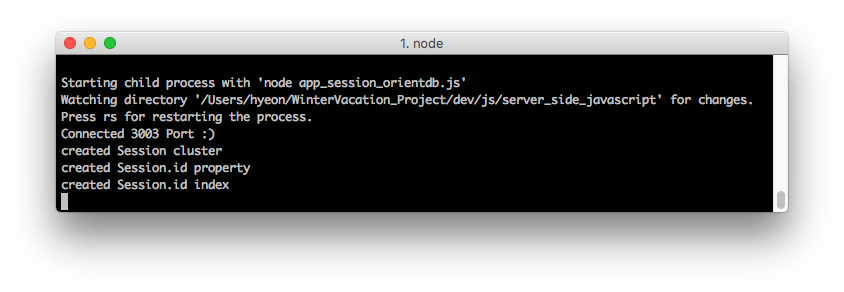 1. node
Starting child process with 'node app_session_orientdb.js'
Watching directory '/Users/hyeon/WinterVacation_Project/dev/js/server_side_javascript' for changes.
Press rs for restarting the process.
Connected 3003 Port :)
created Session cluster
created Session.id property
created Session.id index